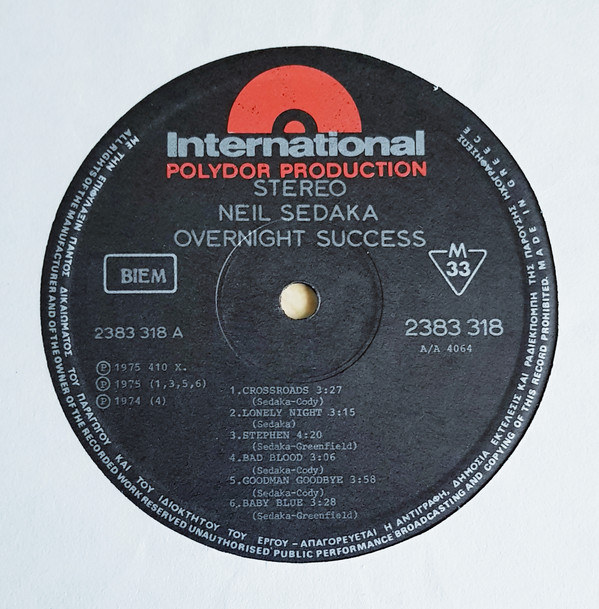 International
POLYDOR PRODUCTION
STEREO
NEIL SEDAKA
OVERNIGHT SUCCESS
BIEM
M
33
2383 318 A
2383 318
A/A 4064
Ⓟ 1975 410 X.
Ⓟ 1975 (1,3,5,6)
Ⓟ 1974 (4)
1.CROSSROADS 3:27
(Sedaka-Cody)
2.LONELY NIGHT 3:15
(Sedaka)
3.STEPHEN 4:20
(Sedaka-Greenfield)
4.BAD BLOOD 3:06
(Sedaka-Cody)
5.GOODMAN GOODBYE 3:58
(Sedaka-Cody)
6.BABY BLUE 3:28
(Sedaka-Greenfield)
ΜΕ ΤΗΝ ΕΠΙΦΥΛΑΞΙΝ ΠΑΝΤΟΣ ΔΙΚΑΙΩΜΑΤΟΣ ΤΟΥ ΠΑΡΑΓΩΓΟΥ ΚΑΙ ΤΟΥ ΙΔΙΟΚΤΗΤΟΥ ΤΟΥ ΕΡΓΟΥ – ΑΠΑΓΟΡΕΥΕΤΑΙ Η ΑΝΤΙΓΡΑΦΗ, ΔΗΜΟΣΙΑ ΕΚΤΕΛΕΣΙΣ ΚΑΙ ΡΑΔΙΕΚΠΟΜΠΗ ΤΗΣ ΠΑΡΟΥΣΗΣ ΗΧΟΓΡΑΦΗΣΕΩΣ
ALL RIGHTS OF THE MANUFACTURER AND OF THE OWNER OF THE RECORDED WORK RESERVED UNAUTHORISED PUBLIC PERFORMANCE BROADCASTING AND COPYING OF THIS RECORD PROHIBITED. MADE IN GREECE